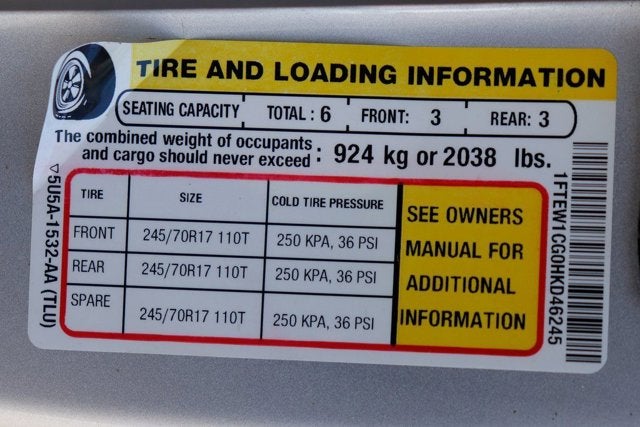 TIRE AND LOADING INFORMATION
SEATING CAPACITY TOTAL : 6 FRONT: 3 REAR: 3
The combined weight of occupants
and cargo should never exceed : 924 kg or 2038 lbs.
TIRE SIZE COLD TIRE PRESSURE
FRONT 245/70R17 110T 250 KPA, 36 PSI
REAR 245/70R17 110T 250 KPA, 36 PSI
SPARE 245/70R17 110T 250 KPA, 36 PSI
SEE OWNERS
MANUAL FOR
ADDITIONAL
INFORMATION
▽5U5A-1532-AA (TLU)
1FTEW1CG0HKD46245